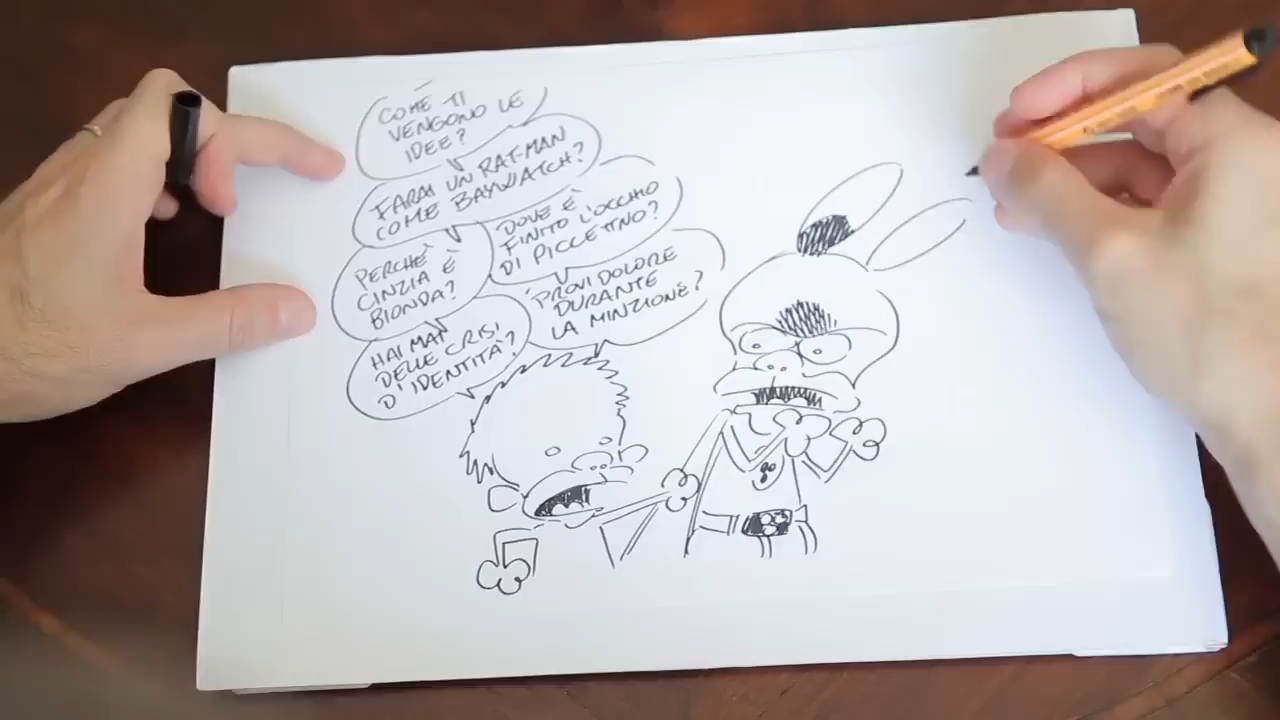 COME TI
VENGONO LE
IDEE?
FARAI UN RAT-MAN
COME BAYWATCH?
DOVE È
FINITO L'OCCHIO
DI PICCETTINO?
PERCHÉ
CINZIA È
BIONDA?
PROVI DOLORE
DURANTE
LA MINZIONE?
HAI MAI
DELLE CRISI
D'IDENTITÀ?